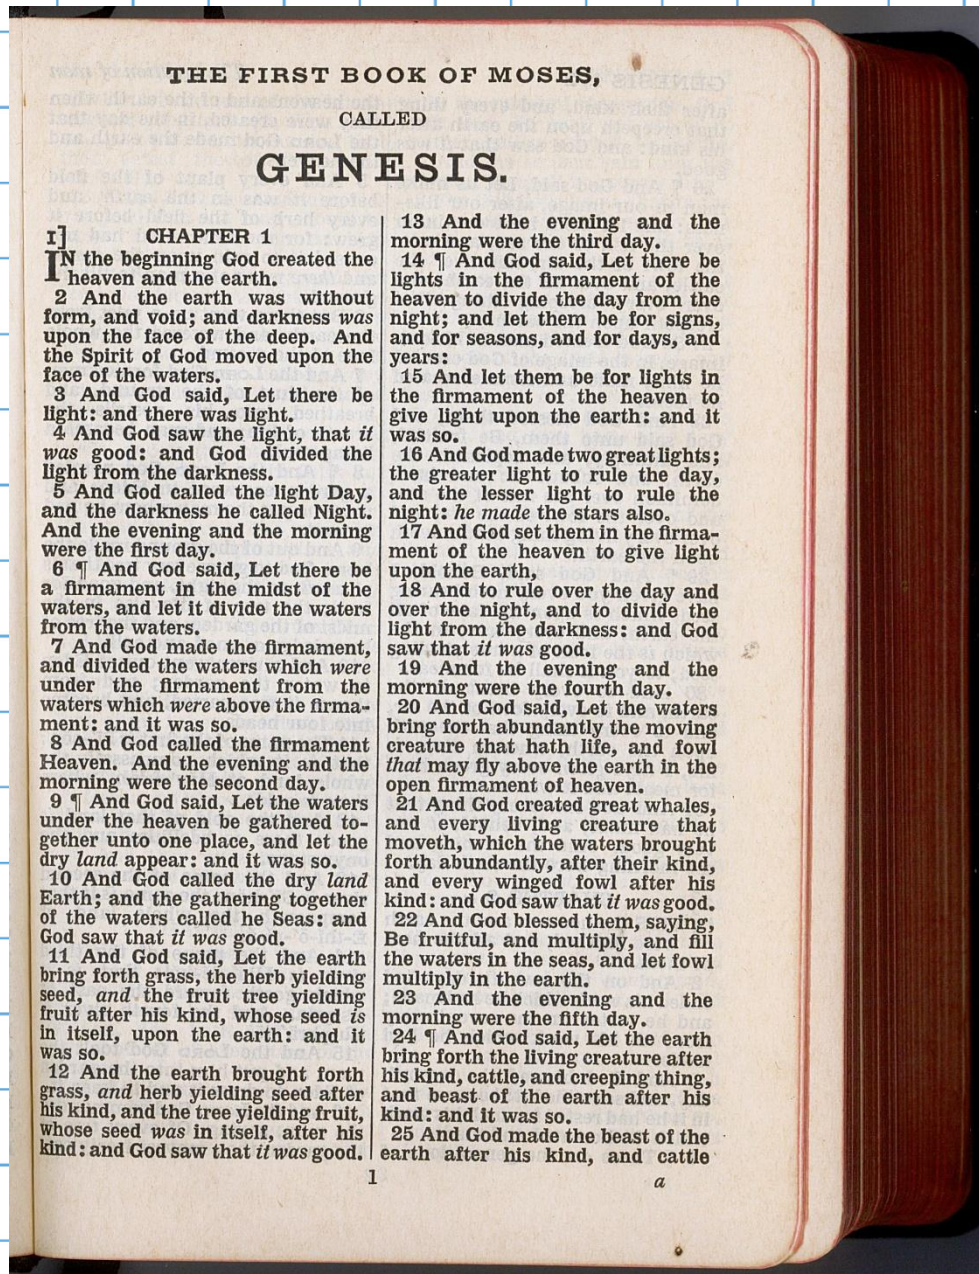 THE FIRST BOOK OF MOSES,
CALLED
GENESIS.
1] CHAPTER 1
IN the beginning God created the
heaven and the earth.
2 And the earth was without
form, and void; and darkness was
upon the face of the deep. And
the Spirit of God moved upon the
face of the waters.
3 And God said, Let there be
light: and there was light.
4 And God saw the light, that it
was good: and God divided the
light from the darkness.
5 And God called the light Day,
and the darkness he called Night.
And the evening and the morning
were the first day.
6 ¶ And God said, Let there be
a firmament in the midst of the
waters, and let it divide the waters
from the waters.
7 And God made the firmament,
and divided the waters which were
under the firmament from the
waters which were above the firma-
ment: and it was so.
8 And God called the firmament
Heaven. And the evening and the
morning were the second day.
9 ¶ And God said, Let the waters
under the heaven be gathered to-
gether unto one place, and let the
dry land appear: and it was so.
10 And God called the dry land
Earth; and the gathering together
of the waters called he Seas: and
God saw that it was good.
11 And God said, Let the earth
bring forth grass, the herb yielding
seed, and the fruit tree yielding
fruit after his kind, whose seed is
in itself, upon the earth: and it
was so.
12 And the earth brought forth
grass, and herb yielding seed after
his kind, and the tree yielding fruit,
whose seed was in itself, after his
kind: and God saw that it was good.
13 And the evening and the
morning were the third day.
14 ¶ And God said, Let there be
lights in the firmament of the
heaven to divide the day from the
night; and let them be for signs,
and for seasons, and for days, and
years:
15 And let them be for lights in
the firmament of the heaven to
give light upon the earth: and it
was so.
16 And God made two great lights;
the greater light to rule the day,
and the lesser light to rule the
night: he made the stars also.
17 And God set them in the firma-
ment of the heaven to give light
upon the earth,
18 And to rule over the day and
over the night, and to divide the
light from the darkness: and God
saw that it was good.
19 And the evening and the
morning were the fourth day.
20 And God said, Let the waters
bring forth abundantly the moving
creature that hath life, and fowl
that may fly above the earth in the
open firmament of heaven.
21 And God created great whales,
and every living creature that
moveth, which the waters brought
forth abundantly, after their kind,
and every winged fowl after his
kind: and God saw that it was good.
22 And God blessed them, saying,
Be fruitful, and multiply, and fill
the waters in the seas, and let fowl
multiply in the earth.
23 And the evening and the
morning were the fifth day.
24 ¶ And God said, Let the earth
bring forth the living creature after
his kind, cattle, and creeping thing,
and beast of the earth after his
kind: and it was so.
25 And God made the beast of the
earth after his kind, and cattle
1
a